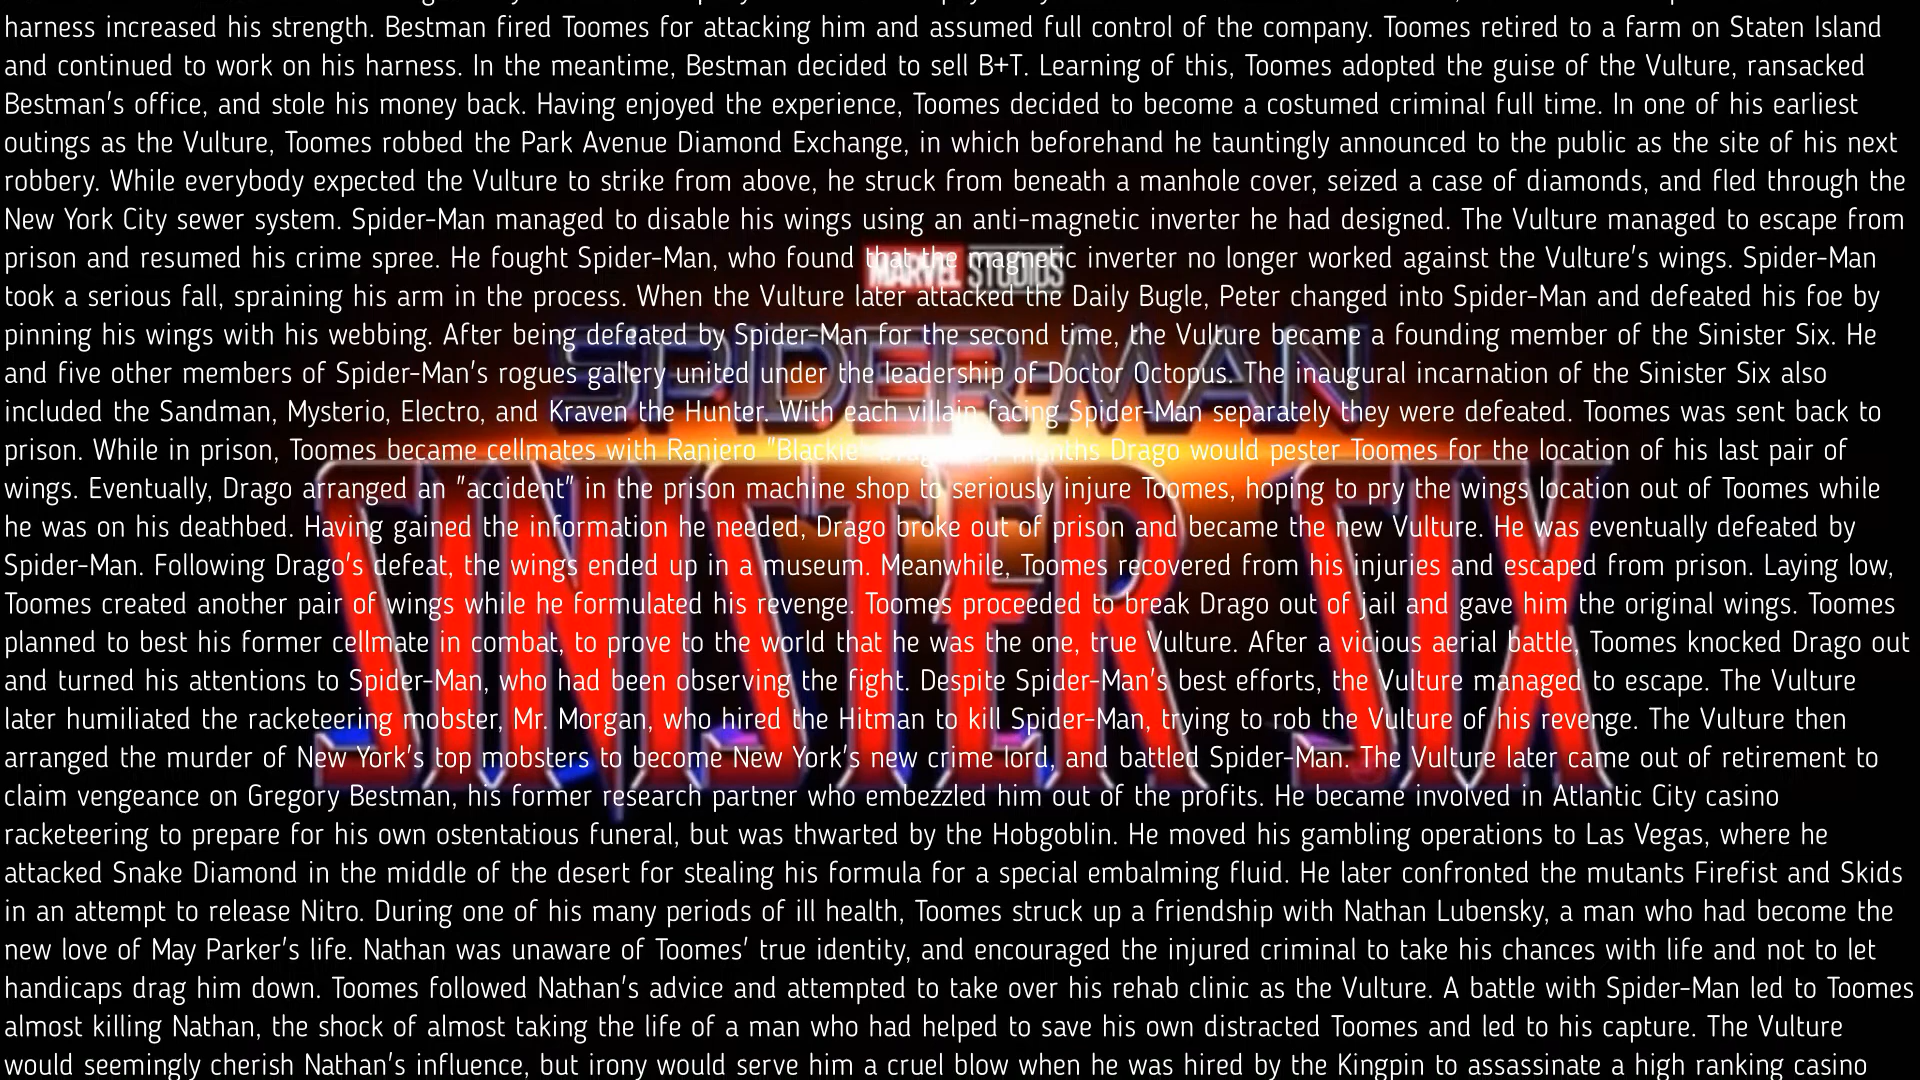 harness increased his strength. Bestman fired Toomes for attacking him and assumed full control of the company. Toomes retired to a farm on Staten Island
and continued to work on his harness. In the meantime, Bestman decided to sell B+T. Learning of this, Toomes adopted the guise of the Vulture, ransacked
Bestman's office, and stole his money back. Having enjoyed the experience, Toomes decided to become a costumed criminal full time. In one of his earliest
outings as the Vulture, Toomes robbed the Park Avenue Diamond Exchange, in which beforehand he tauntingly announced to the public as the site of his next
robbery. While everybody expected the Vulture to strike from above, he struck from beneath a manhole cover, seized a case of diamonds, and fled through the
New York City sewer system. Spider-Man managed to disable his wings using an anti-magnetic inverter he had designed. The Vulture managed to escape from
prison and resumed his crime spree. He fought Spider-Man, who found that the magnetic inverter no longer worked against the Vulture's wings. Spider-Man
MARVEL STUDIOS
took a serious fall, spraining his arm in the process. When the Vulture later attacked the Daily Bugle, Peter changed into Spider-Man and defeated his foe by
pinning his wings with his webbing. After being defeated by Spider-Man for the second time, the Vulture became a founding member of the Sinister Six. He
and five other members of Spider-Man's rogues gallery united under the leadership of Doctor Octopus. The inaugural incarnation of the Sinister Six also
SPIDER-MAN
included the Sandman, Mysterio, Electro, and Kraven the Hunter. With each villain facing Spider-Man separately they were defeated. Toomes was sent back to
prison. While in prison, Toomes became cellmates with Raniero "Blackie" Drago. months Drago would pester Toomes for the location of his last pair of
wings. Eventually, Drago arranged an "accident" in the prison machine shop to seriously injure Toomes, hoping to pry the wings location out of Toomes while
he was on his deathbed. Having gained the information he needed, Drago broke out of prison and became the new Vulture. He was eventually defeated by
Spider-Man. Following Drago's defeat, the wings ended up in a museum. Meanwhile, Toomes recovered from his injuries and escaped from prison. Laying low,
Toomes created another pair of wings while he formulated his revenge. Toomes proceeded to break Drago out of jail and gave him the original wings. Toomes
SINISTER SIX
planned to best his former cellmate in combat, to prove to the world that he was the one, true Vulture. After a vicious aerial battle, Toomes knocked Drago out
and turned his attentions to Spider-Man, who had been observing the fight. Despite Spider-Man's best efforts, the Vulture managed to escape. The Vulture
later humiliated the racketeering mobster, Mr. Morgan, who hired the Hitman to kill Spider-Man, trying to rob the Vulture of his revenge. The Vulture then
arranged the murder of New York's top mobsters to become New York's new crime lord, and battled Spider-Man. The Vulture later came out of retirement to
claim vengeance on Gregory Bestman, his former research partner who embezzled him out of the profits. He became involved in Atlantic City casino
racketeering to prepare for his own ostentatious funeral, but was thwarted by the Hobgoblin. He moved his gambling operations to Las Vegas, where he
attacked Snake Diamond in the middle of the desert for stealing his formula for a special embalming fluid. He later confronted the mutants Firefist and Skids
in an attempt to release Nitro. During one of his many periods of ill health, Toomes struck up a friendship with Nathan Lubensky, a man who had become the
new love of May Parker's life. Nathan was unaware of Toomes' true identity, and encouraged the injured criminal to take his chances with life and not to let
handicaps drag him down. Toomes followed Nathan's advice and attempted to take over his rehab clinic as the Vulture. A battle with Spider-Man led to Toomes
almost killing Nathan, the shock of almost taking the life of a man who had helped to save his own distracted Toomes and led to his capture. The Vulture
would seemingly cherish Nathan's influence, but irony would serve him a cruel blow when he was hired by the Kingpin to assassinate a high ranking casino